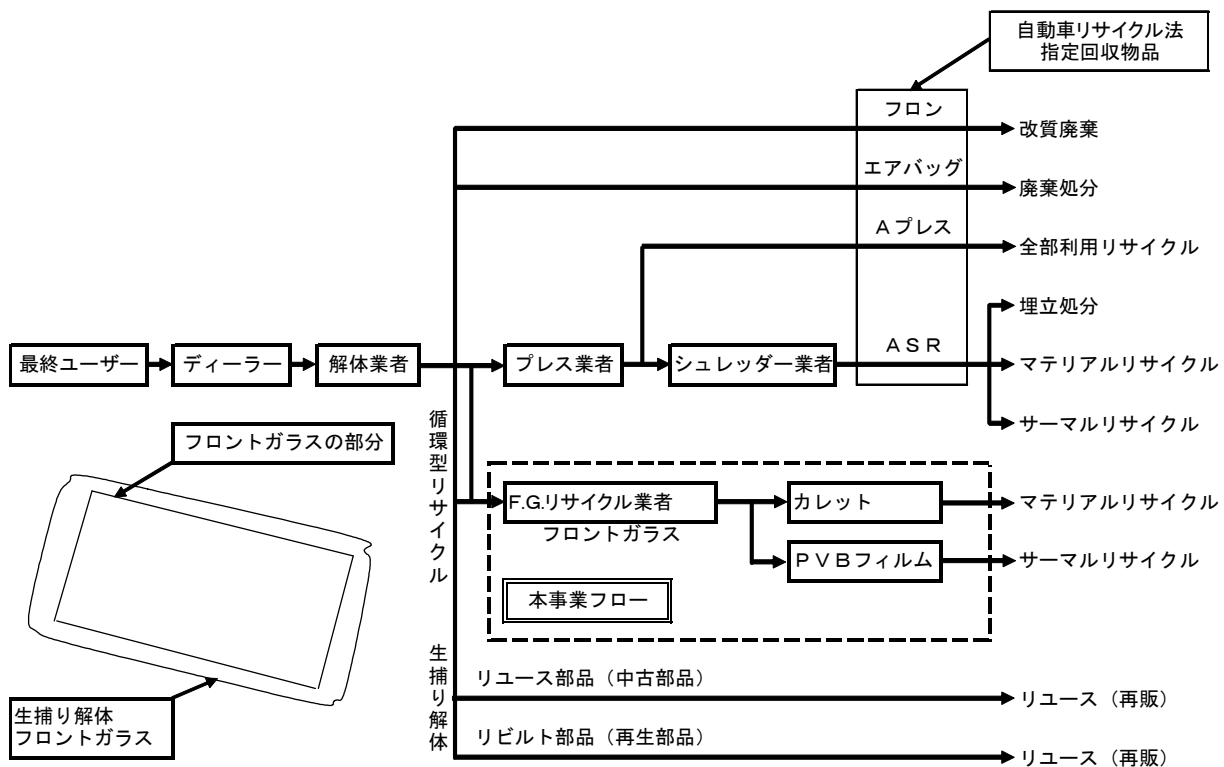 自動車リサイクル法
指定回収物品
フロン
改質廃棄
エアバッグ
廃棄処分
Aプレス
全部利用リサイクル
埋立処分
最終ユーザー
ディーラー
解体業者
プレス業者
シュレッダー業者
ASR
マテリアルリサイクル
サーマルリサイクル
循環型リサイクル
フロントガラスの部分
F.G.リサイクル業者
フロントガラス
カレット
マテリアルリサイクル
PVBフィルム
サーマルリサイクル
本事業フロー
生捕り解体
リユース部品（中古部品）
リユース（再販）
生捕り解体
フロントガラス
リビルト部品（再生部品）
リユース（再販）